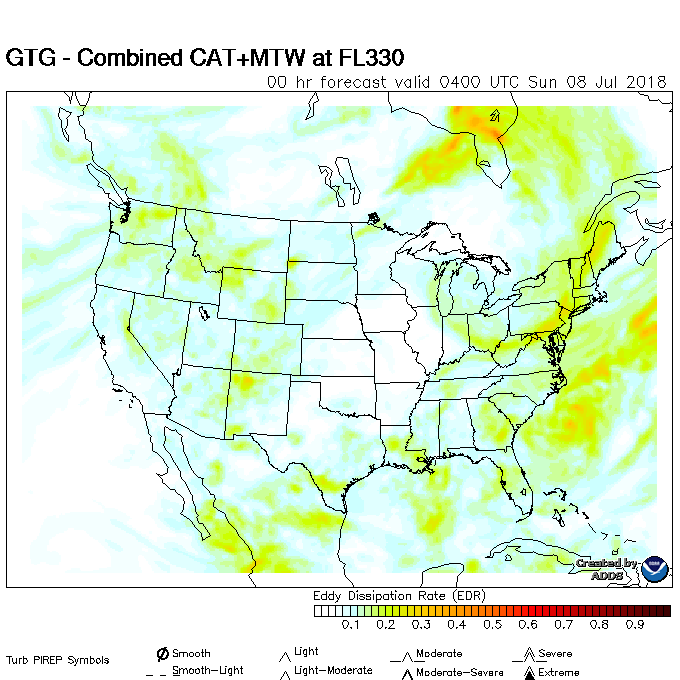 GTG - Combined CAT+MTW at FL330
00 hr forecast valid 0400 UTC Sun 08 Jul 2018
Created by
ADDS
Eddy Dissipation Rate (EDR)
0.1 0.2 0.3 0.4 0.5 0.6 0.7 0.8 0.9
Turb PIREP Symbols
Smooth Light Moderate Severe
Smooth-Light Light-Moderate Moderate-Severe Extreme